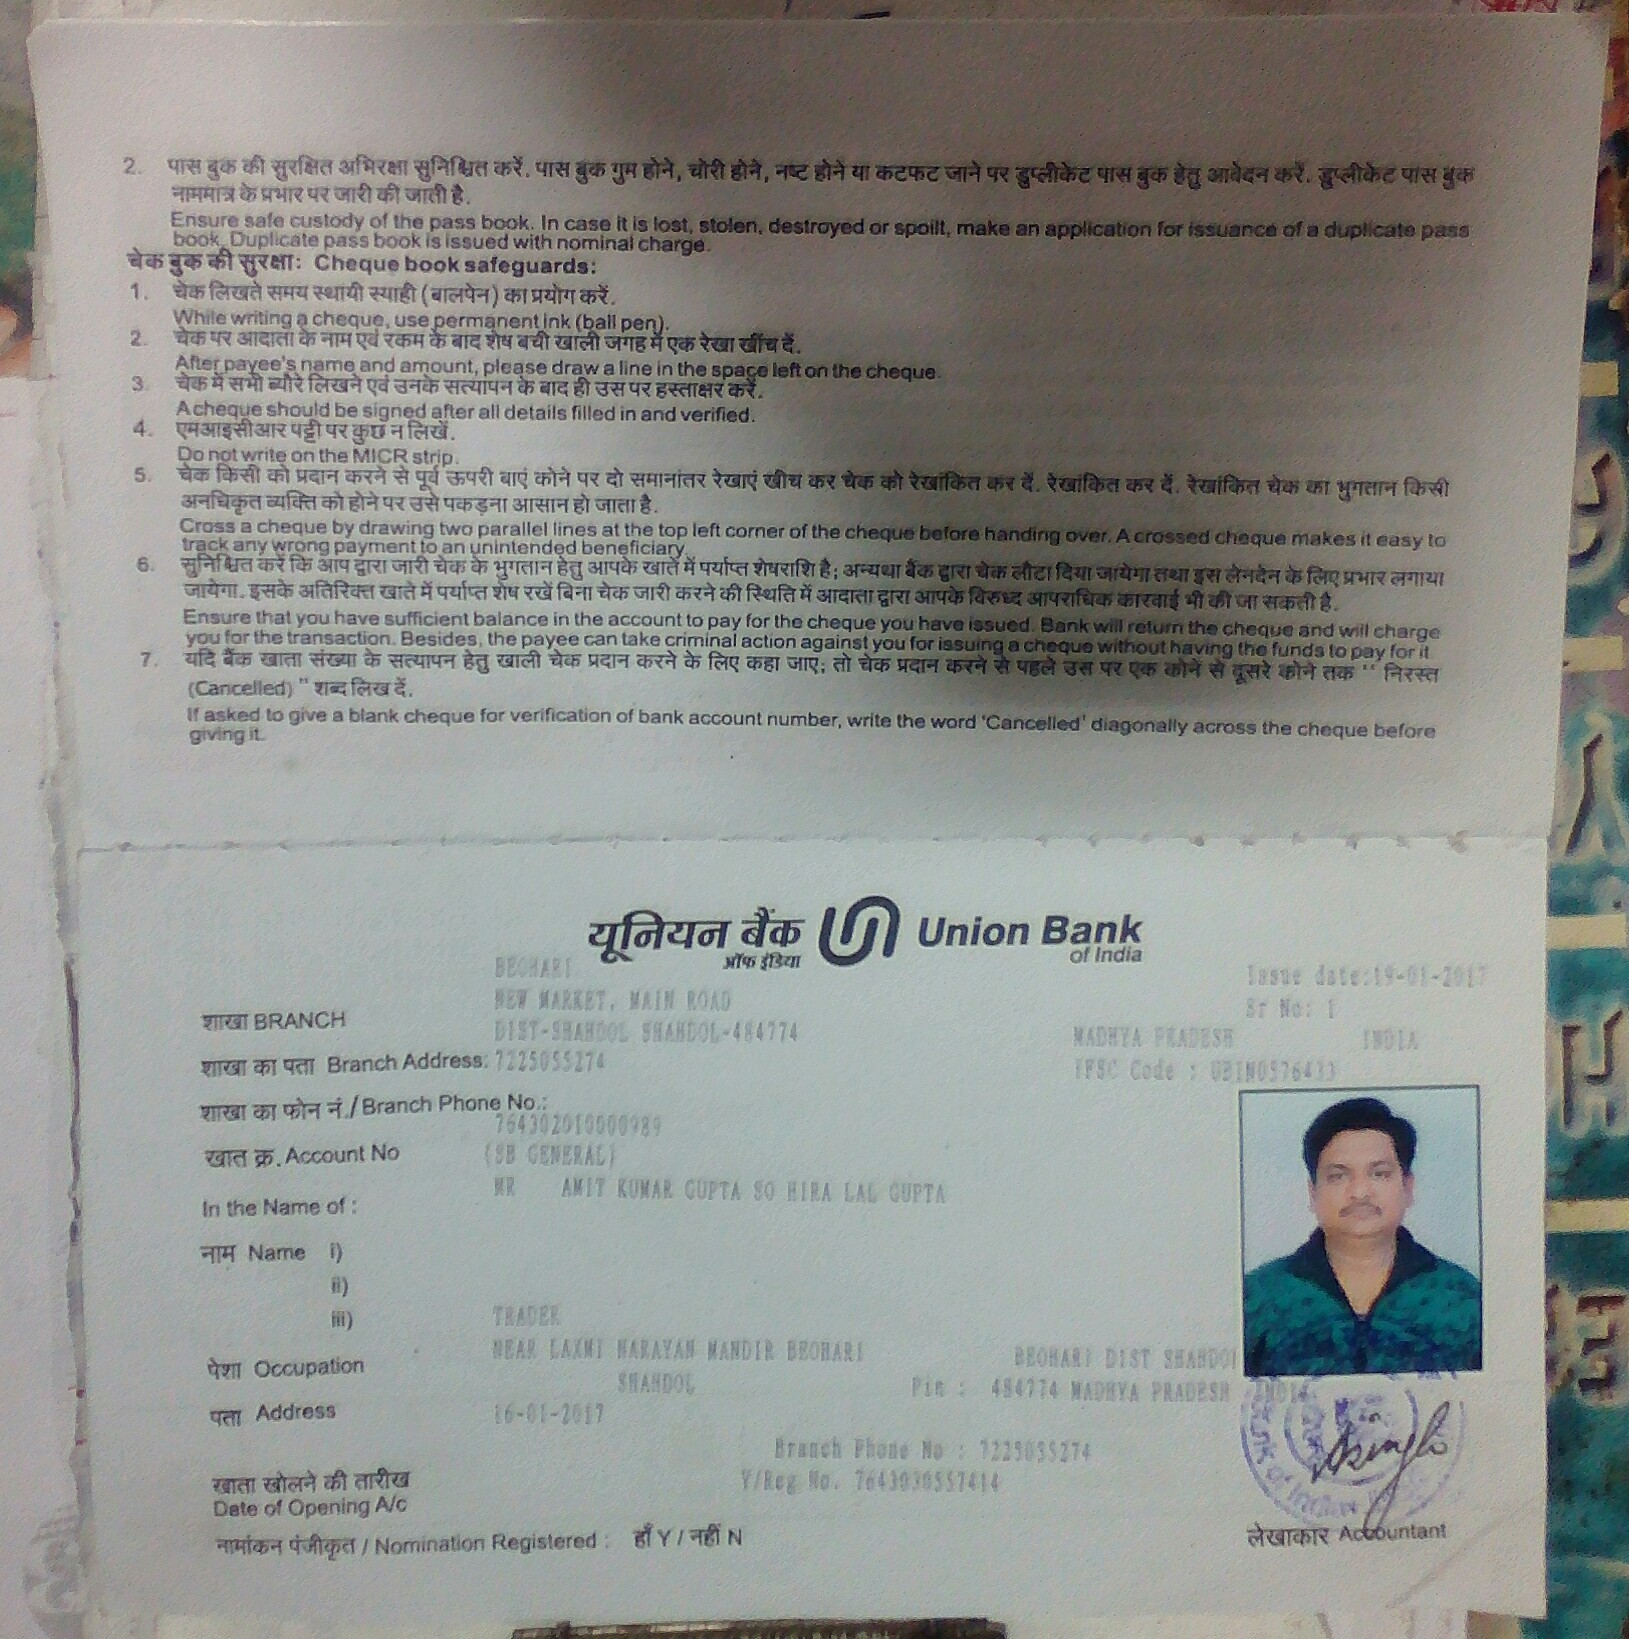 2. पास बुक की सुरक्षित अभिरक्षा सुनिश्चित करें. पास बुक गुम होने, चोरी होने, नष्ट होने या कटफट जाने पर डुप्लीकेट पास बुक हेतु आवेदन करें. डुप्लीकेट पास बुक
नाममात्र के प्रभार पर जारी की जाती है.
Ensure safe custody of the pass book. In case it is lost, stolen, destroyed or spoilt, make an application for issuance of a duplicate pass
book. Duplicate pass book is issued with nominal charge.
चेक बुक की सुरक्षा: Cheque book safeguards:
1. चेक लिखते समय स्थायी स्याही (बालपेन) का प्रयोग करें.
While writing a cheque, use permanent ink (ball pen).
2. चेक पर आदाता के नाम एवं रकम के बाद शेष बची खाली जगह में एक रेखा खींच दें.
After payee's name and amount, please draw a line in the space left on the cheque.
3. चेक में सभी ब्यौरे लिखने एवं उनके सत्यापन के बाद ही उस पर हस्ताक्षर करें.
A cheque should be signed after all details filled in and verified.
4. एमआइसीआर पट्टी पर कुछ न लिखें.
Do not write on the MICR strip.
5. चेक किसी को प्रदान करने से पूर्व ऊपरी बाएं कोने पर दो समानांतर रेखाएं खीच कर चेक को रेखांकित कर दें. रेखांकित कर दें. रेखांकित चेक का भुगतान किसी
अनधिकृत व्यक्ति को होने पर उसे पकड़ना आसान हो जाता है.
Cross a cheque by drawing two parallel lines at the top left corner of the cheque before handing over. A crossed cheque makes it easy to
track any wrong payment to an unintended beneficiary.
6. सुनिश्चित करें कि आप द्वारा जारी चेक के भुगतान हेतु आपके खाते में पर्याप्त शेषराशि है; अन्यथा बैंक द्वारा चेक लौटा दिया जायेगा तथा इस लेनदेन के लिए प्रभार लगाया
जायेगा. इसके अतिरिक्त खाते में पर्याप्त शेष रखें बिना चेक जारी करने की स्थिति में आदाता द्वारा आपके विरुध्द आपराधिक कारवाई भी की जा सकती है.
Ensure that you have sufficient balance in the account to pay for the cheque you have issued. Bank will return the cheque and will charge
you for the transaction. Besides, the payee can take criminal action against you for issuing a cheque without having the funds to pay for it.
7. यदि बैंक खाता संख्या के सत्यापन हेतु खाली चेक प्रदान करने के लिए कहा जाए; तो चेक प्रदान करने से पहले उस पर एक कोने से दूसरे कोने तक " निरस्त
(Cancelled) " शब्द लिख दें.
If asked to give a blank cheque for verification of bank account number, write the word 'Cancelled' diagonally across the cheque before
giving it.
यूनियन बैंक Union Bank
ऑफ इंडिया of India
BEOHARI
Issue date:19-01-2017
NEW MARKET, MAIN ROAD
Sr No: 1
शाखा BRANCH
DIST-SHAHDOL SHAHDOL-484774 MADHYA PRADESH INDIA
शाखा का पता Branch Address: 7225055274
IFSC Code : UBIN0576433
शाखा का फोन नं./Branch Phone No.:
764302010000989
खात क्र. Account No (SB GENERAL)
MR AMIT KUMAR GUPTA SO HIRA LAL GUPTA
In the Name of :
नाम Name i)
ii)
iii) TRADER
NEAR LAXMI NARAYAN MANDIR BEOHARI BEOHARI DIST SHAHDOL
पेशा Occupation
SHAHDOL Pin : 484774 MADHYA PRADESH INDIA
पता Address 16-01-2017
Branch Phone No : 7225055274
खाता खोलने की तारीख Y/Reg No. 7643030557414
Date of Opening A/c
नामांकन पंजीकृत / Nomination Registered : हाँ Y / नहीं N
लेखाकार Accountant